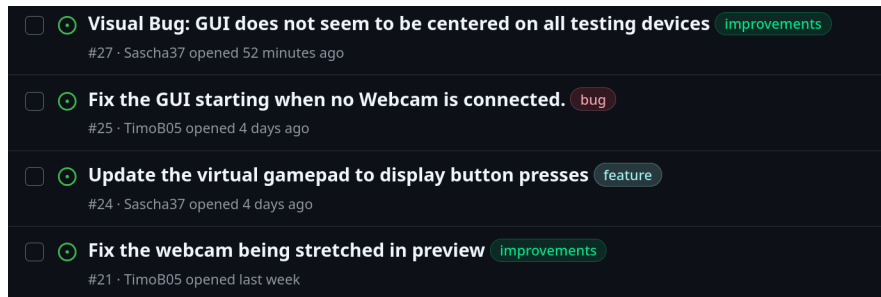 Visual Bug: GUI does not seem to be centered on all testing devices improvements
#27 · Sascha37 opened 52 minutes ago
Fix the GUI starting when no Webcam is connected. bug
#25 · TimoB05 opened 4 days ago
Update the virtual gamepad to display button presses feature
#24 · Sascha37 opened 4 days ago
Fix the webcam being stretched in preview improvements
#21 · TimoB05 opened last week